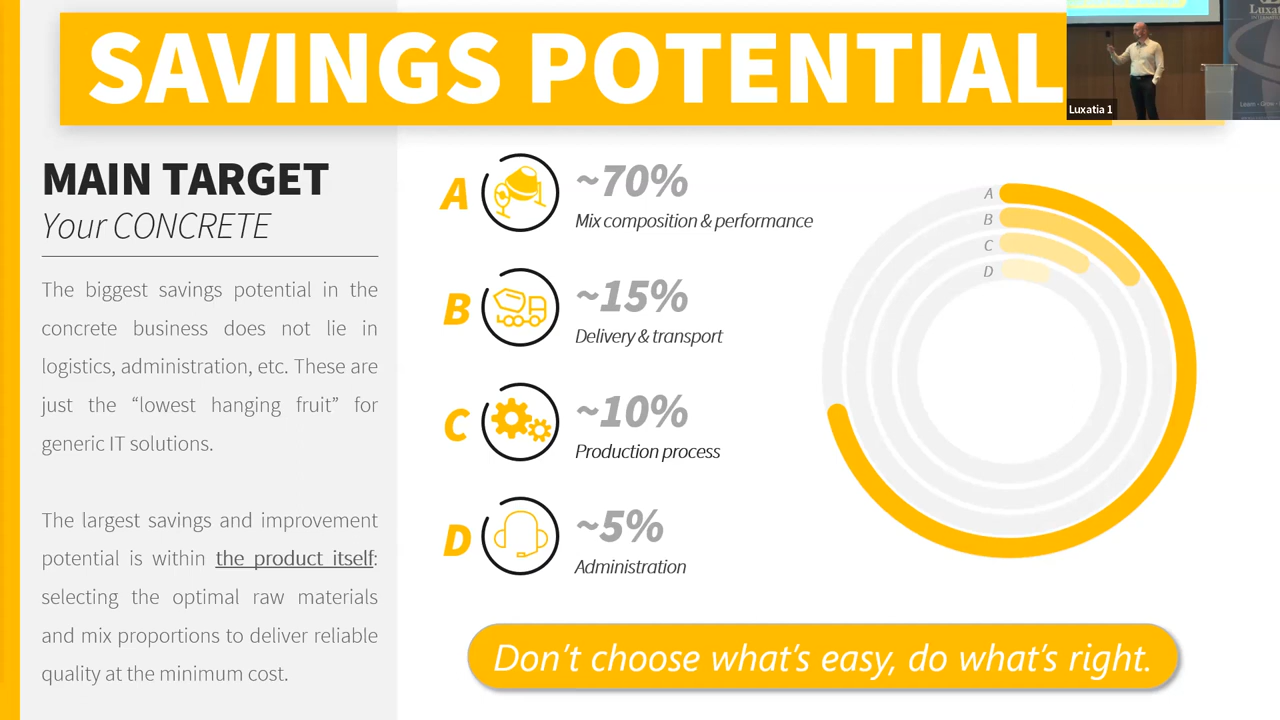 SAVINGS POTENTIAL
Luxatia 1
MAIN TARGET
Your CONCRETE
The biggest savings potential in the
concrete business does not lie in
logistics, administration, etc. These are
just the “lowest hanging fruit” for
generic IT solutions.
The largest savings and improvement
potential is within the product itself:
selecting the optimal raw materials
and mix proportions to deliver reliable
quality at the minimum cost.
A
~70%
Mix composition & performance
B
~15%
Delivery & transport
C
~10%
Production process
D
~5%
Administration
A
B
C
D
Don’t choose what’s easy, do what’s right.